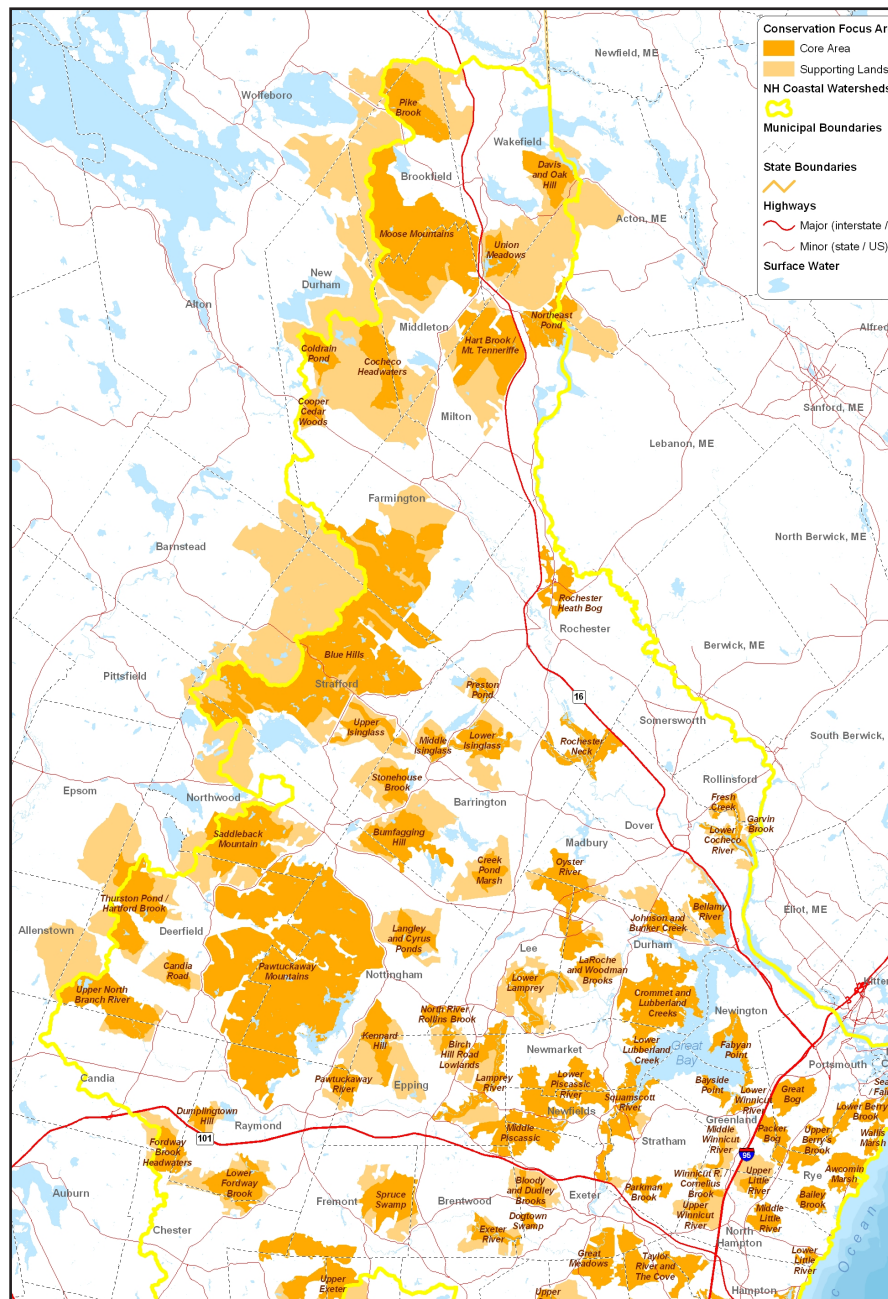 Conservation Focus Ar
Core Area
Supporting Lands
NH Coastal Watersheds
Municipal Boundaries
State Boundaries
Highways
Major (interstate /
Minor (state / US)
Surface Water
Newfield, ME
Wolfeboro
Pike
Brook
Wakefield
Davis
and Oak
Hill
Brookfield
Acton, ME
Moose Mountains
Union
Meadows
New
Durham
Alton
Northeast
Pond
Middleton
Alfred
Hart Brook /
Mt. Tenneriffe
Coldrain
Pond
Cocheco
Headwaters
Cooper
Cedar
Woods
Milton
Sanford, ME
Lebanon, ME
Farmington
North Berwick, ME
Barnstead
Rochester
Heath Bog
Rochester
Berwick, ME
Blue Hills
Pittsfield
Strafford
Preston
Pond
16
Somersworth
Upper
Isinglass
Middle
Isinglass
Lower
Isinglass
Rochester
Neck
South Berwick,
Stonehouse
Brook
Rollinsford
Epsom
Northwood
Barrington
Fresh
Creek
Saddleback
Mountain
Bumfagging
Hill
Dover
Lower
Cocheco
River
Garvin
Brook
Madbury
Creek
Pond
Marsh
Oyster
River
Thurston Pond /
Hartford Brook
Bellamy
River
Eliot, ME
Johnson and
Bunker Creek
Allenstown
Deerfield
Langley
and Cyrus
Ponds
Durham
Lee
Candia
Road
Pawtuckaway
Mountains
Nottingham
LaRoche
and Woodman
Brooks
Lower
Lamprey
Kitter
Upper North
Branch River
Crommet and
Lubberland
Creeks
North River /
Rollins Brook
Newington
Kennard
Hill
Birch
Hill Road
Lowlands
Newmarket
Lower
Lubberland
Creek
Great
Bay
Fabyan
Point
Portsmouth
Candia
Pawtuckaway
River
Epping
Lamprey
River
Lower
Piscassic
River
Squamscott
River
Bayside
Point
Lower
Winnicut
River
Great
Bog
Dumplingtown
Hill
Newfields
Greenland
Lower Berry
Brook
Raymond
101
Middle
Piscassic
Stratham
Middle
Winnicut
River
Packer
Bog
Upper
Berry's
Brook
Wallis
Marsh
Fordway
Brook
Headwaters
95
Auburn
Lower
Fordway
Brook
Bloody
and Dudley
Brooks
Winnicut R.
Cornelius
Brook
Upper
Little
River
Rye
Awcomin
Marsh
Fremont
Spruce
Swamp
Brentwood
Exeter
Parkman
Brook
Upper
Winnicut
River
Bailey
Brook
Chester
Dogtown
Swamp
Middle
Little
River
Exeter
River
North
Hampton
Great
Meadows
Taylor
River and
The Cove
Lower
Little
River
Upper
Exeter
Upper
Hampton
Ocean